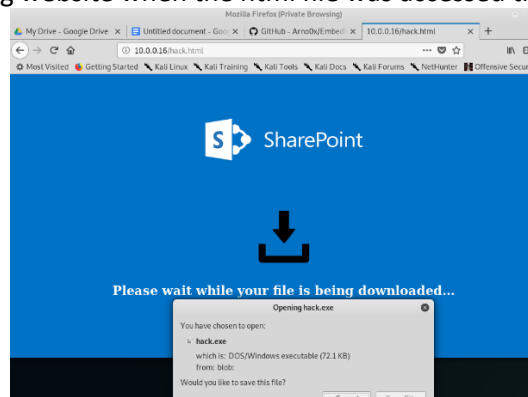 g website when the html file was accessed t
Mozilla Firefox (Private Browsing)
My Drive - Google Drive × Untitled document - Goo × GitHub - Arno0x/Embed × 10.0.0.16/hack.html × +
10.0.0.16/hack.html
Most Visited Getting Started Kali Linux Kali Training Kali Tools Kali Docs Kali Forums NetHunter Offensive Secur
S SharePoint
Please wait while your file is being downloaded...
Opening hack.exe
You have chosen to open:
hack.exe
which is: DOS/Windows executable (72.1 KB)
from: blob:
Would you like to save this file?